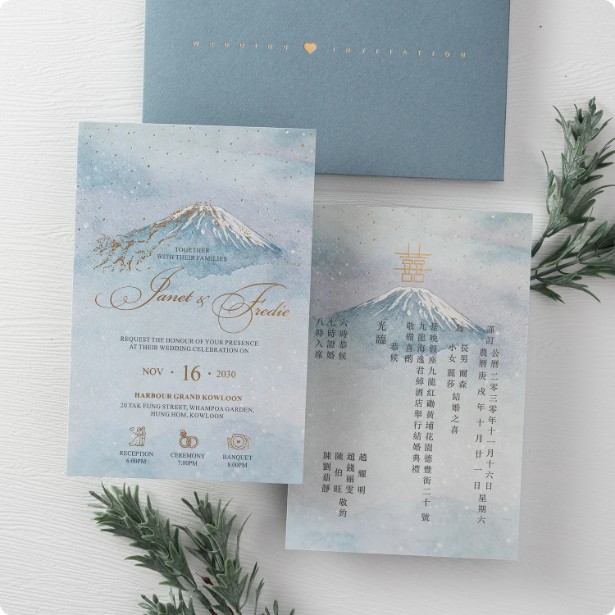 WEDDING INVITATION
TOGETHER
WITH THEIR FAMILIES
Janet & Fredie
REQUEST THE HONOUR OF YOUR PRESENCE
AT THEIR WEDDING CELEBRATION ON
NOV · 16 · 2030
HARBOUR GRAND KOWLOON
20 TAK FUNG STREET, WHAMPOA GARDEN,
HUNG HOM, KOWLOON
RECEPTION
6:00PM
CEREMONY
7:00PM
BANQUET
8:00PM
囍
謹訂
公曆二零三零年十一月十六日星期六
農曆庚戌年十月廿一日
為
長男 爾森
小女 麗莎
結婚之喜
是晚假座九龍紅磡黃埔花園德豐街二十號
九龍海逸君綽酒店舉行結婚典禮
敬備喜酌
恭候
光臨
趙耀明
趙錢麗雯
陳伯旺
陳劉茹靜
敬約
六時恭候
七時證婚
八時入席